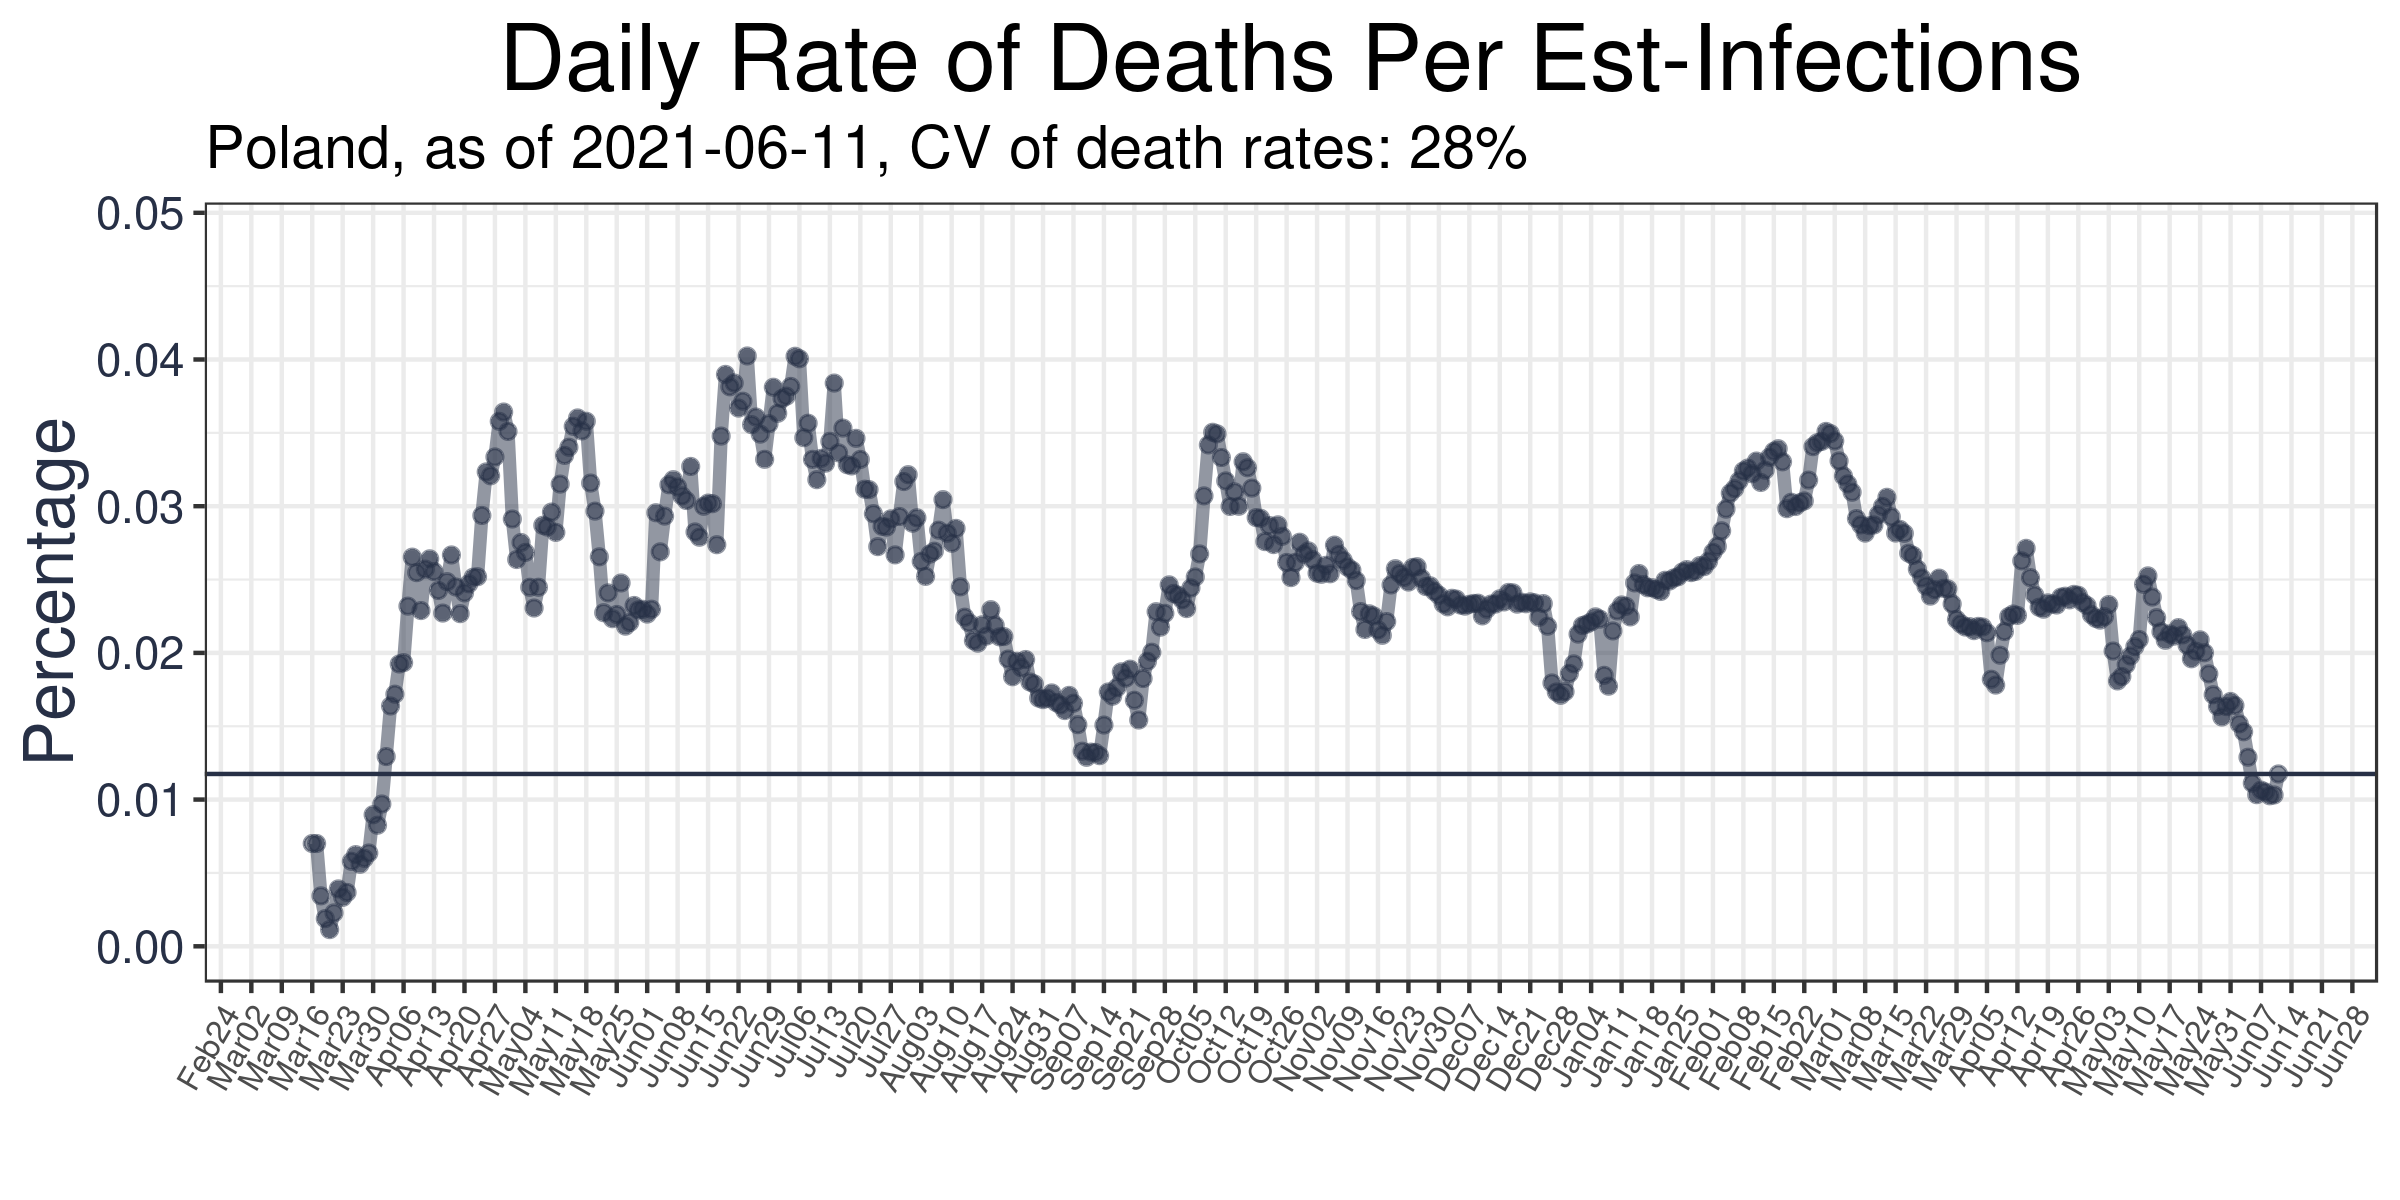 Daily Rate of Deaths Per Est-Infections
Poland, as of 2021-06-11, CV of death rates: 28%
Percentage
0.05
0.04
0.03
0.02
0.01
0.00
Feb24
Mar02
Mar09
Mar16
Mar23
Mar30
Apr06
Apr13
Apr20
Apr27
May04
May11
May18
May25
Jun01
Jun08
Jun15
Jun22
Jun29
Jul06
Jul13
Jul20
Jul27
Aug03
Aug10
Aug17
Aug24
Aug31
Sep07
Sep14
Sep21
Sep28
Oct05
Oct12
Oct19
Oct26
Nov02
Nov09
Nov16
Nov23
Nov30
Dec07
Dec14
Dec21
Dec28
Jan04
Jan11
Jan18
Jan25
Feb01
Feb08
Feb15
Feb22
Mar01
Mar08
Mar15
Mar22
Mar29
Apr05
Apr12
Apr19
Apr26
May03
May10
May17
May24
May31
Jun07
Jun14
Jun21
Jun28